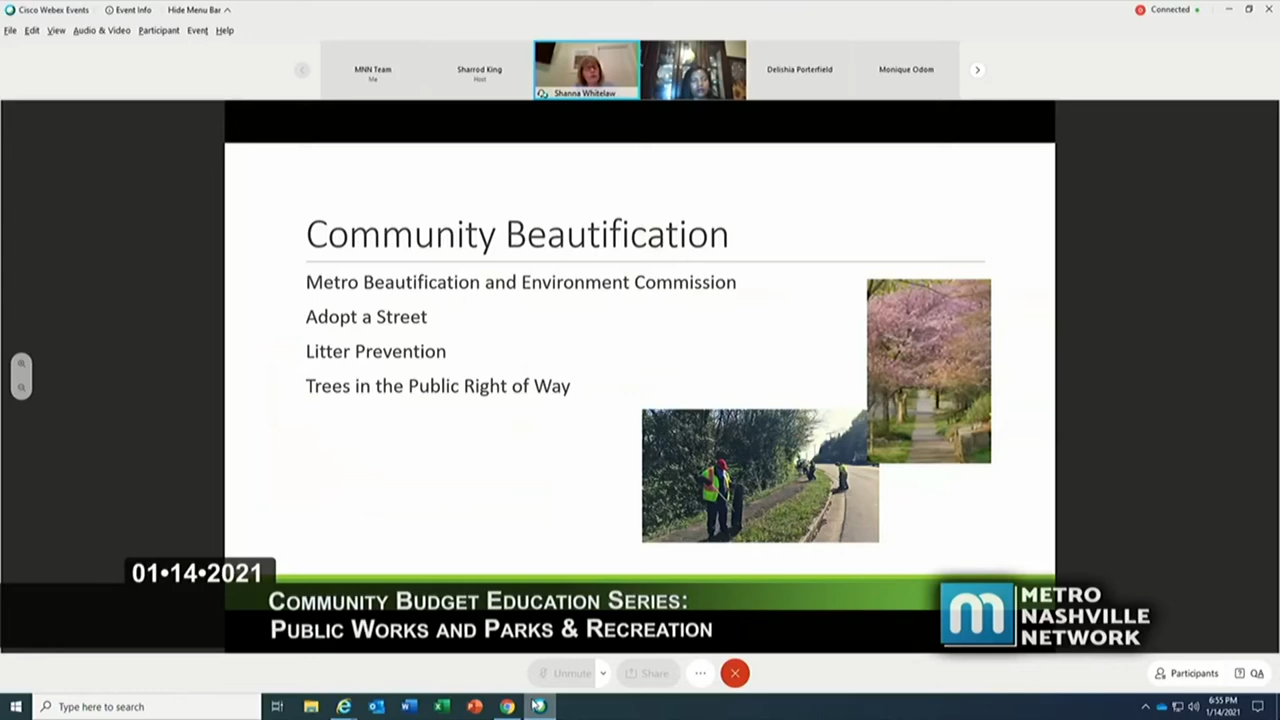 Cisco Webex Events
Event Info
Hide Menu Bar
Connected
File Edit View Audio & Video Participant Event Help
MNN Team
Me
Sharrod King
Host
Shanna Whitelaw
Delishia Porterfield
Monique Odom
Community Beautification
Metro Beautification and Environment Commission
Adopt a Street
Litter Prevention
Trees in the Public Right of Way
01•14•2021
COMMUNITY BUDGET EDUCATION SERIES:
PUBLIC WORKS AND PARKS & RECREATION
m
METRO
NASHVILLE
NETWORK
Unmute
Share
Participants
Q&A
Type here to search
6:55 PM
1/14/2021